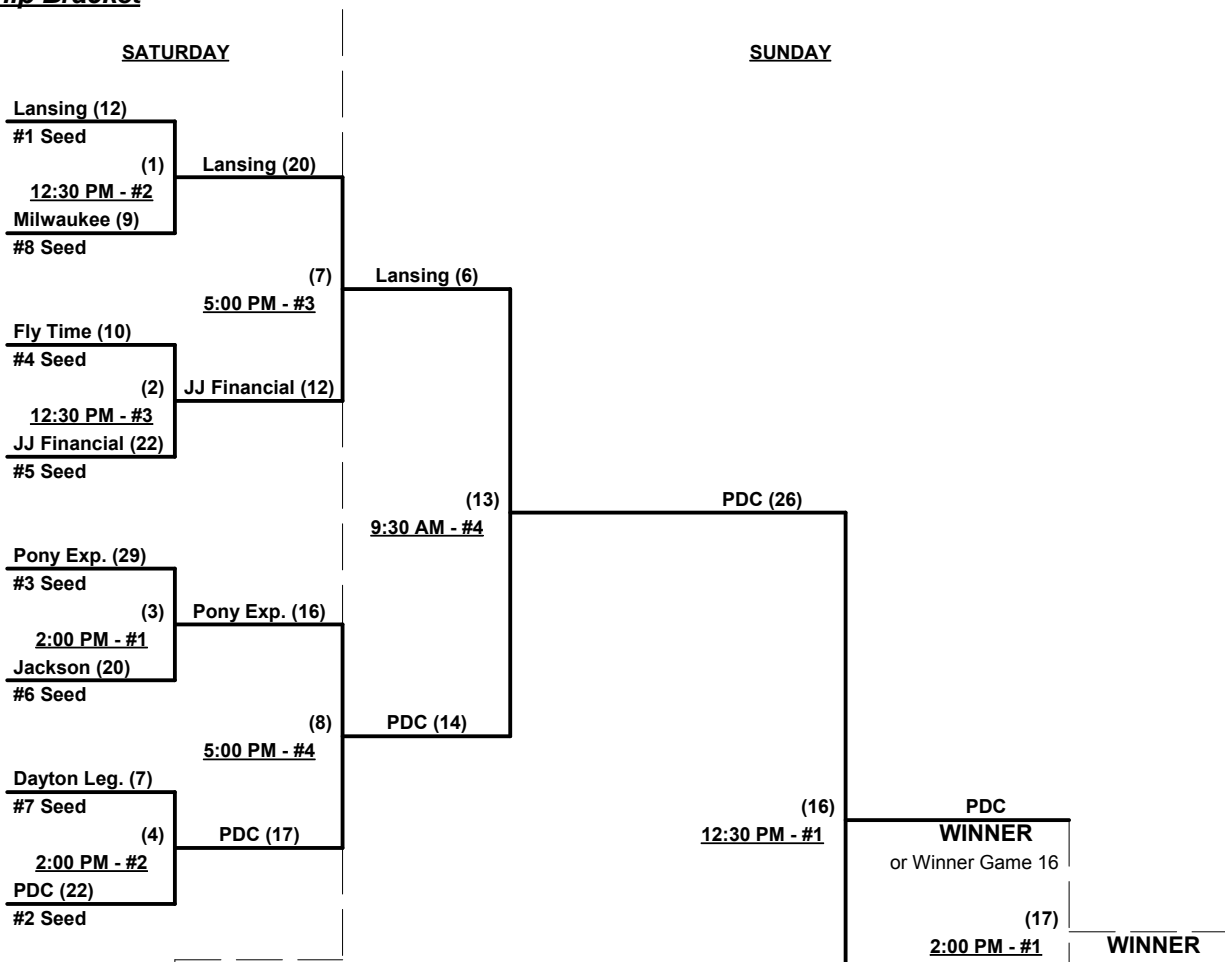 SATURDAY
SUNDAY
Lansing (12)
#1 Seed
(1)
Lansing (20)
12:30 PM - #2
Milwaukee (9)
#8 Seed
(7)
Lansing (6)
5:00 PM - #3
Fly Time (10)
#4 Seed
(2)
JJ Financial (12)
12:30 PM - #3
JJ Financial (22)
#5 Seed
(13)
PDC (26)
9:30 AM - #4
Pony Exp. (29)
#3 Seed
(3)
Pony Exp. (16)
2:00 PM - #1
Jackson (20)
#6 Seed
(8)
PDC (14)
5:00 PM - #4
Dayton Leg. (7)
#7 Seed
(16)
PDC
(4)
PDC (17)
12:30 PM - #1
WINNER
2:00 PM - #2
or Winner Game 16
PDC (22)
#2 Seed
(17)
2:00 PM - #1
WINNER